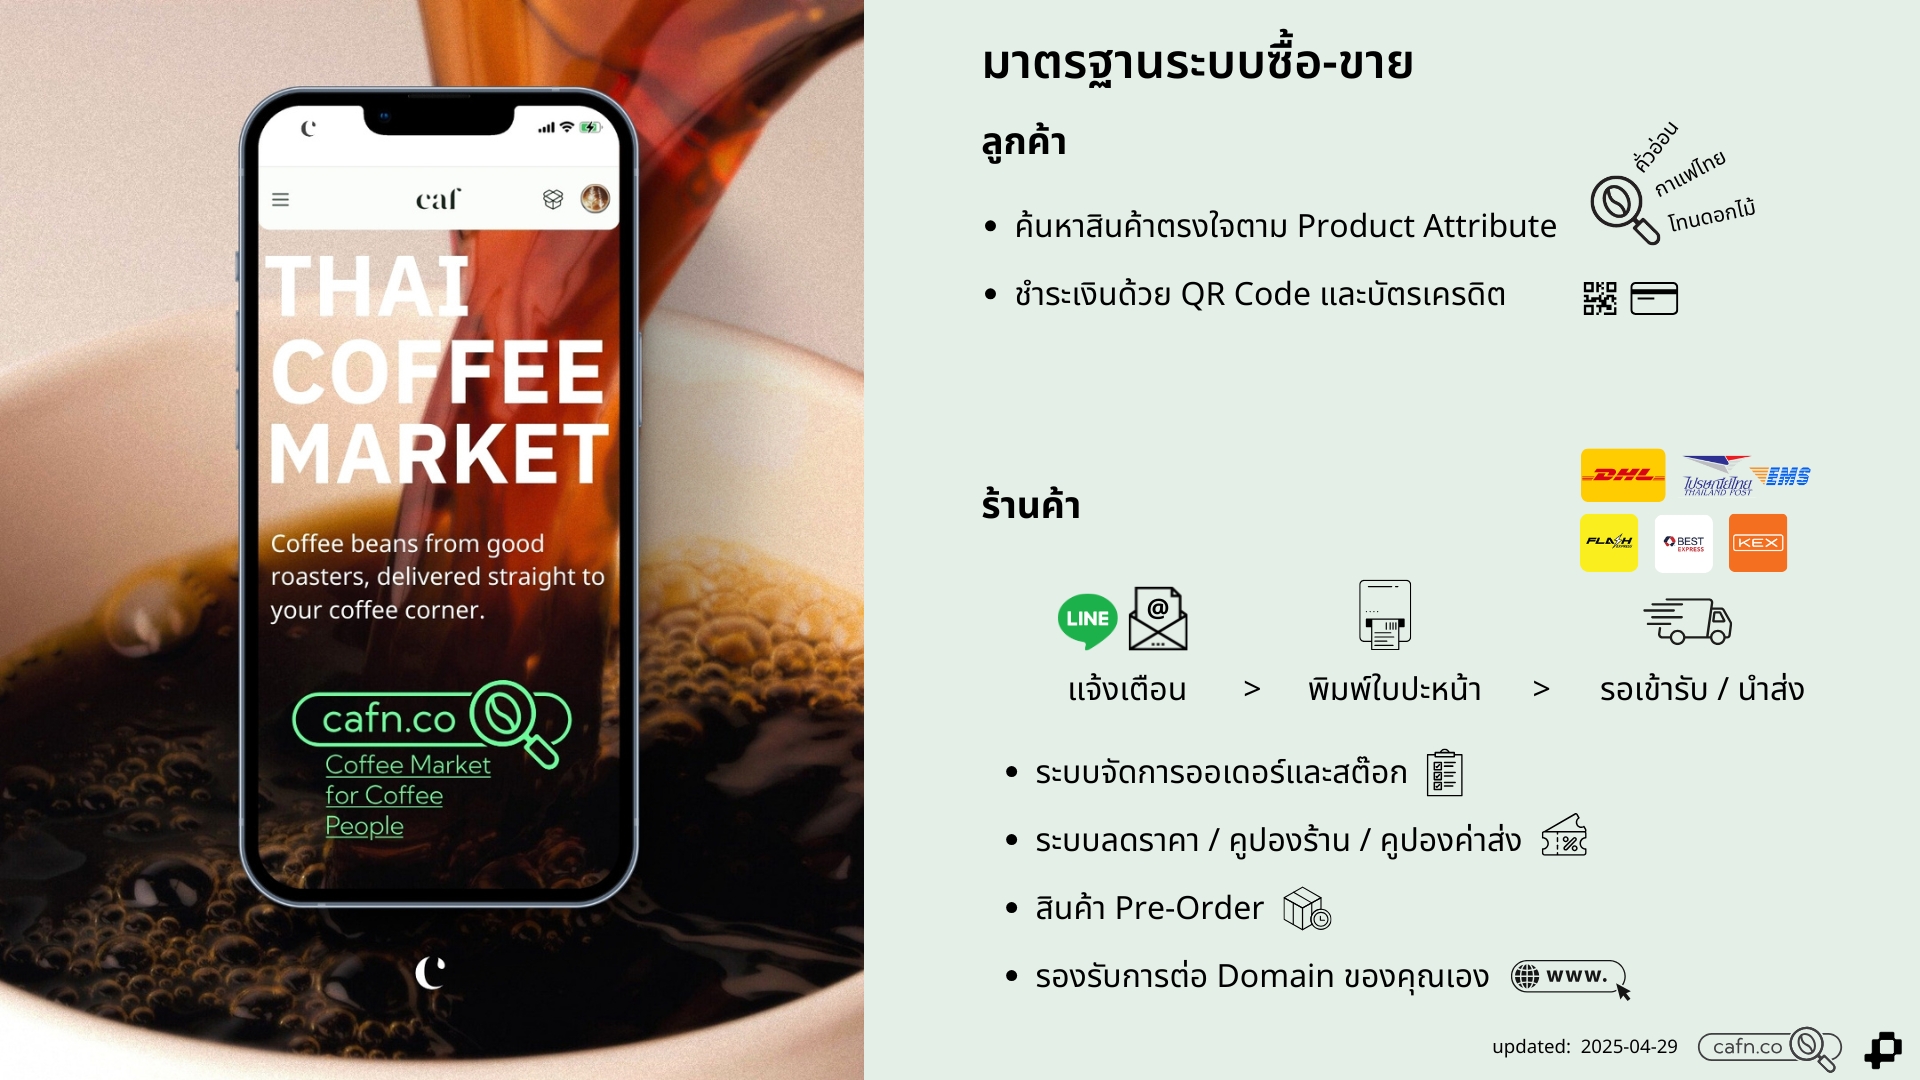 c
caf
THAI
COFFEE
MARKET
Coffee beans from good
roasters, delivered straight to
your coffee corner.
cafn.co
Coffee Market
for Coffee
People
c
มาตรฐานระบบซื้อ-ขาย
ลูกค้า
คั่วอ่อน
กาแฟไทย
โทนดอกไม้
• ค้นหาสินค้าตรงใจตาม Product Attribute
• ชำระเงินด้วย QR Code และบัตรเครดิต
ร้านค้า
DHL
ไปรษณีย์ไทย
THAILAND POST
EMS
FLASH EXPRESS
BEST EXPRESS
KEX
LINE
@
แจ้งเตือน > พิมพ์ใบปะหน้า > รอเข้ารับ / นำส่ง
• ระบบจัดการออเดอร์และสต๊อก
• ระบบลดราคา / คูปองร้าน / คูปองค่าส่ง
%
• สินค้า Pre-Order
• รองรับการต่อ Domain ของคุณเอง
www.
updated: 2025-04-29
cafn.co